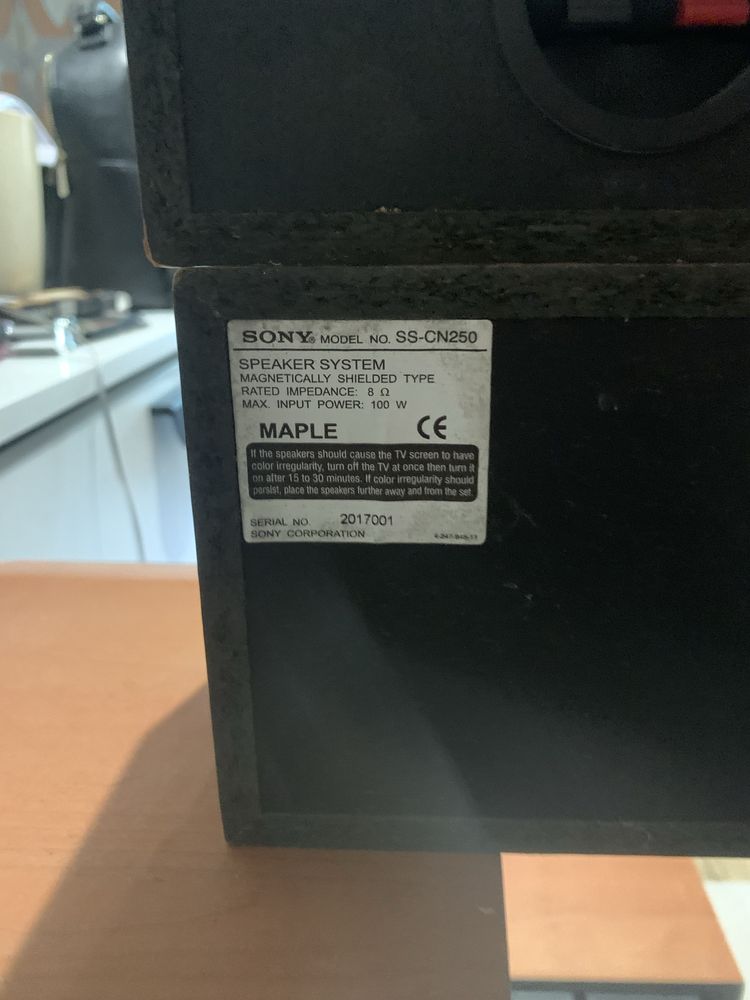 SONY® MODEL NO. SS-CN250
SPEAKER SYSTEM
MAGNETICALLY SHIELDED TYPE
RATED IMPEDANCE: 8 Ω
MAX. INPUT POWER: 100 W
MAPLE CE
If the speakers should cause the TV screen to have
color irregularity, turn off the TV at once then turn it
on after 15 to 30 minutes. If color irregularity should
persist, place the speakers further away and from the set.
SERIAL NO. 2017001
SONY CORPORATION